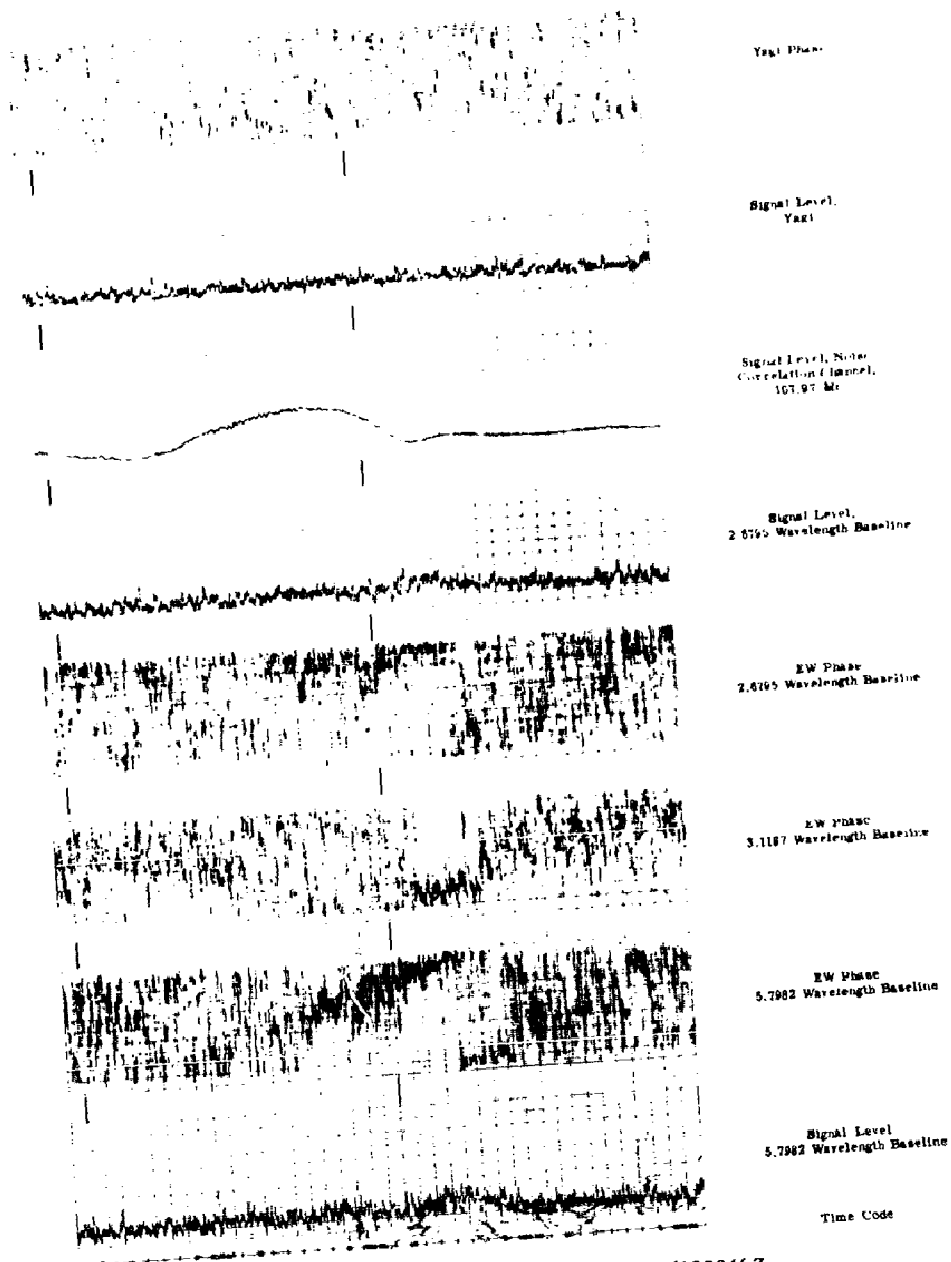 Yagi Phase
Signal Level,
Yagi
Signal Level, Noise
Correlation Channel,
107.97 Mc
Signal Level,
2.6795 Wavelength Baseline
EW Phase
2.6795 Wavelength Baseline
EW Phase
3.1187 Wavelength Baseline
EW Phase
5.7982 Wavelength Baseline
Signal Level
5.7982 Wavelength Baseline
Time Code